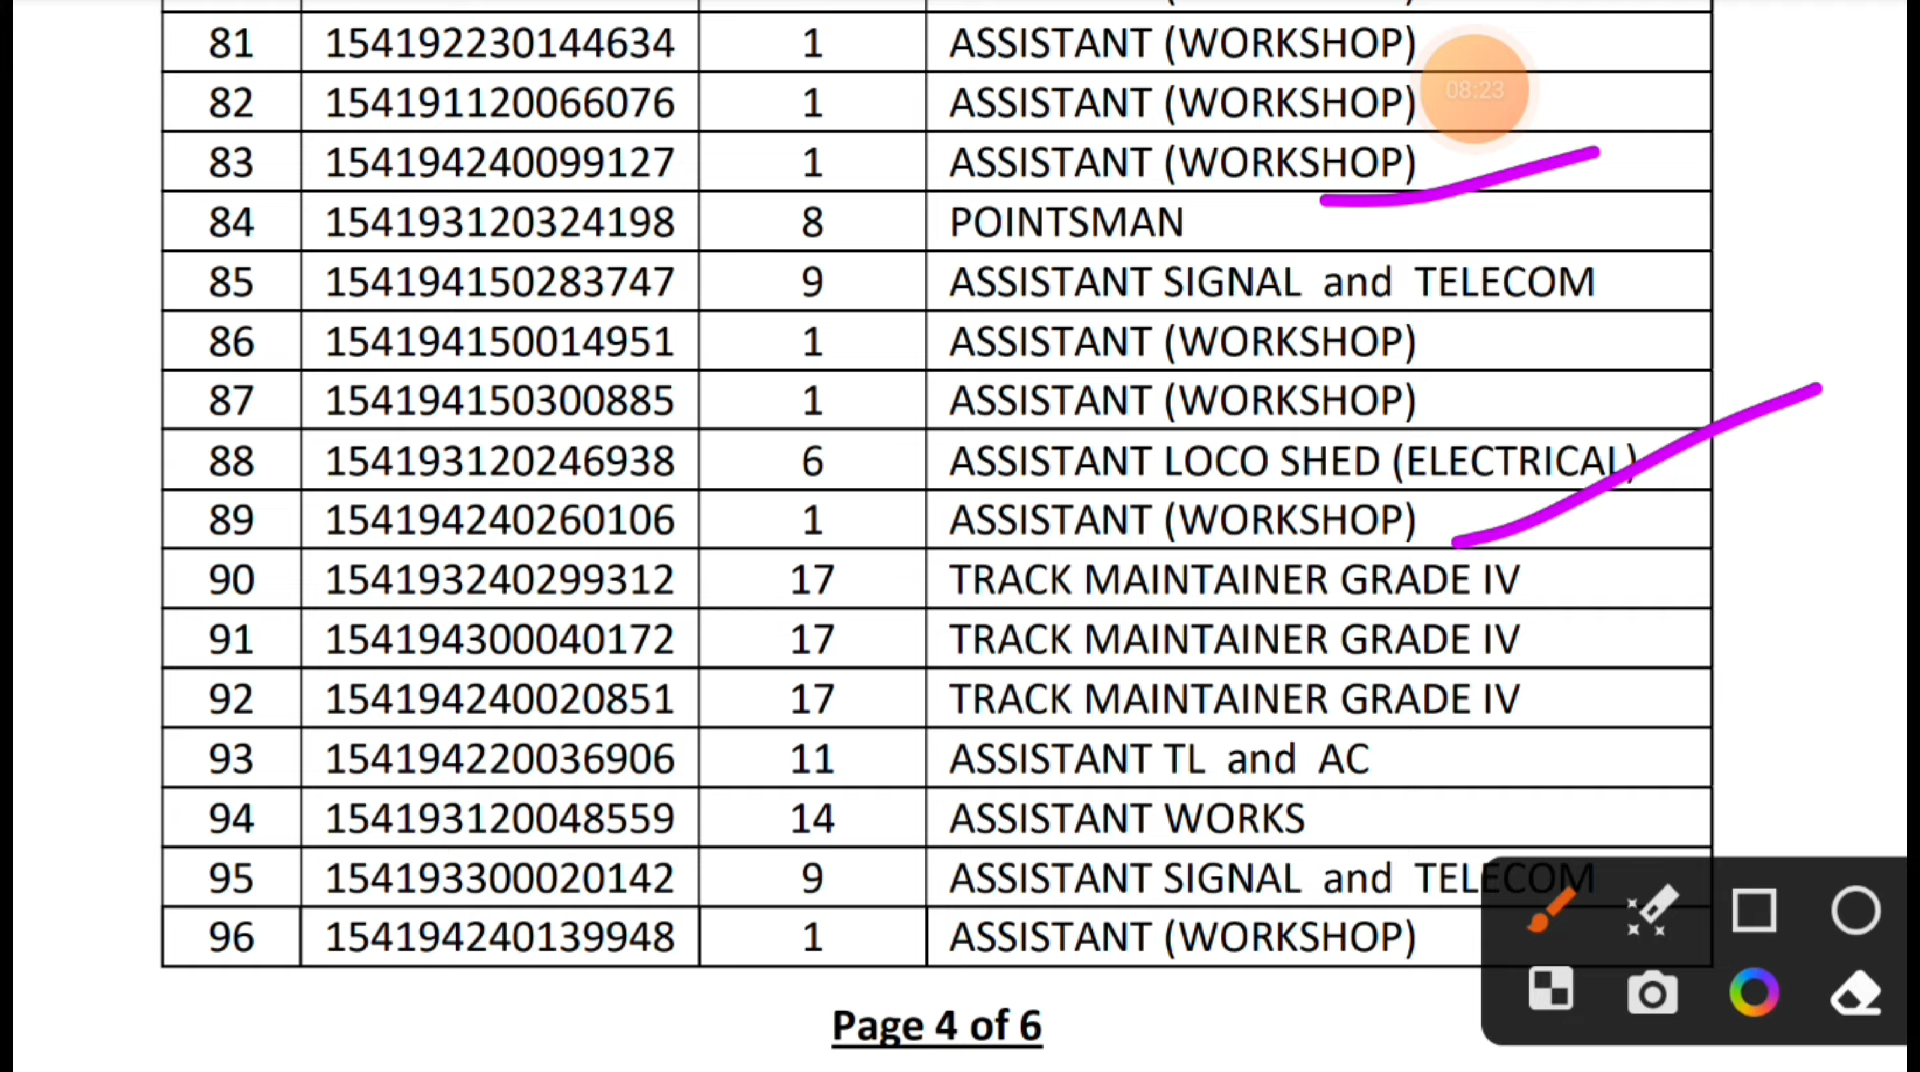 81 154192230144634 1 ASSISTANT (WORKSHOP)
08:23
82 154191120066076 1 ASSISTANT (WORKSHOP)
83 154194240099127 1 ASSISTANT (WORKSHOP)
84 154193120324198 8 POINTSMAN
85 154194150283747 9 ASSISTANT SIGNAL and TELECOM
86 154194150014951 1 ASSISTANT (WORKSHOP)
87 154194150300885 1 ASSISTANT (WORKSHOP)
88 154193120246938 6 ASSISTANT LOCO SHED (ELECTRICAL)
89 154194240260106 1 ASSISTANT (WORKSHOP)
90 154193240299312 17 TRACK MAINTAINER GRADE IV
91 154194300040172 17 TRACK MAINTAINER GRADE IV
92 154194240020851 17 TRACK MAINTAINER GRADE IV
93 154194220036906 11 ASSISTANT TL and AC
94 154193120048559 14 ASSISTANT WORKS
95 154193300020142 9 ASSISTANT SIGNAL and TELECOM
96 154194240139948 1 ASSISTANT (WORKSHOP)
Page 4 of 6